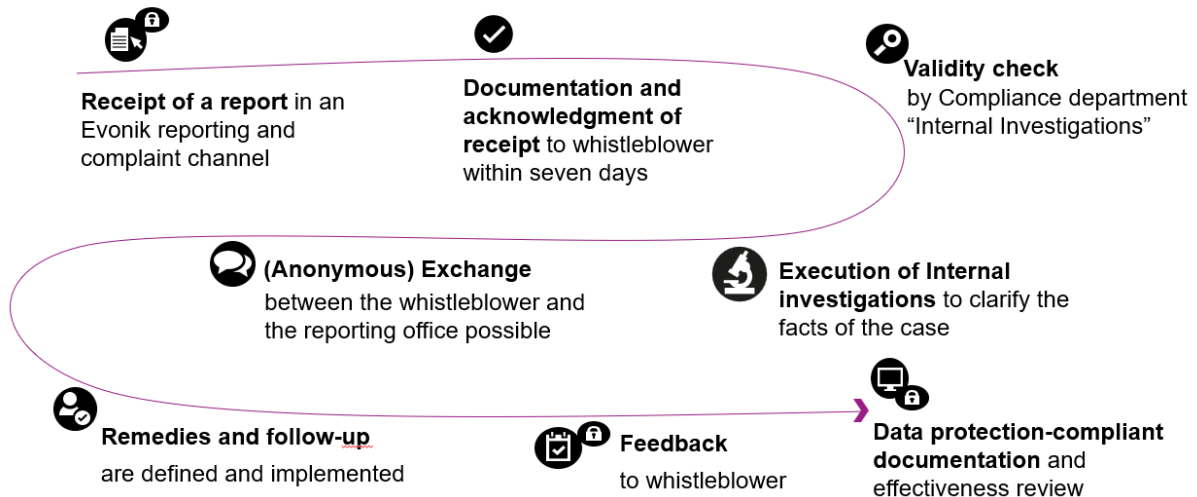 Receipt of a report in an
Evonik reporting and
complaint channel
Documentation and
acknowledgment of
receipt to whistleblower
within seven days
Validity check
by Compliance department
“Internal Investigations”
Execution of Internal
investigations to clarify the
facts of the case
(Anonymous) Exchange
between the whistleblower and
the reporting office possible
Remedies and follow-up
are defined and implemented
Feedback
to whistleblower
Data protection-compliant
documentation and
effectiveness review